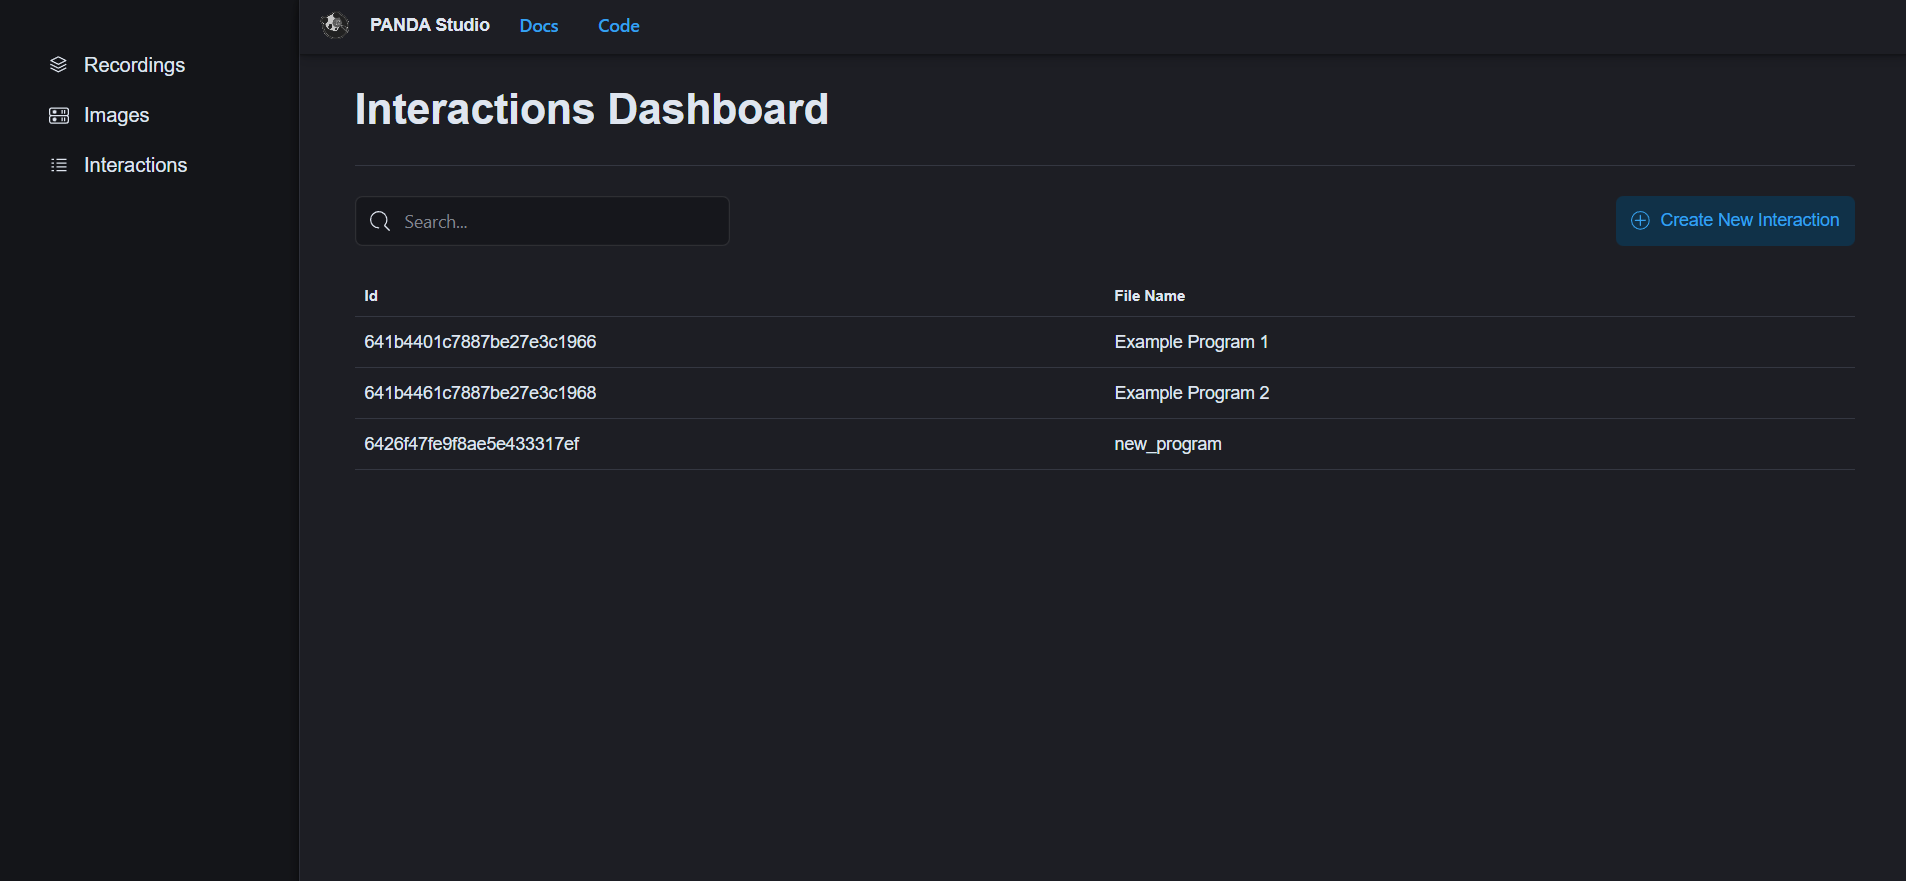 Recordings
Images
Interactions
PANDA Studio Docs Code
Interactions Dashboard
Search...
Create New Interaction
Id File Name
641b4401c7887be27e3c1966 Example Program 1
641b4461c7887be27e3c1968 Example Program 2
6426f47fe9f8ae5e433317ef new_program